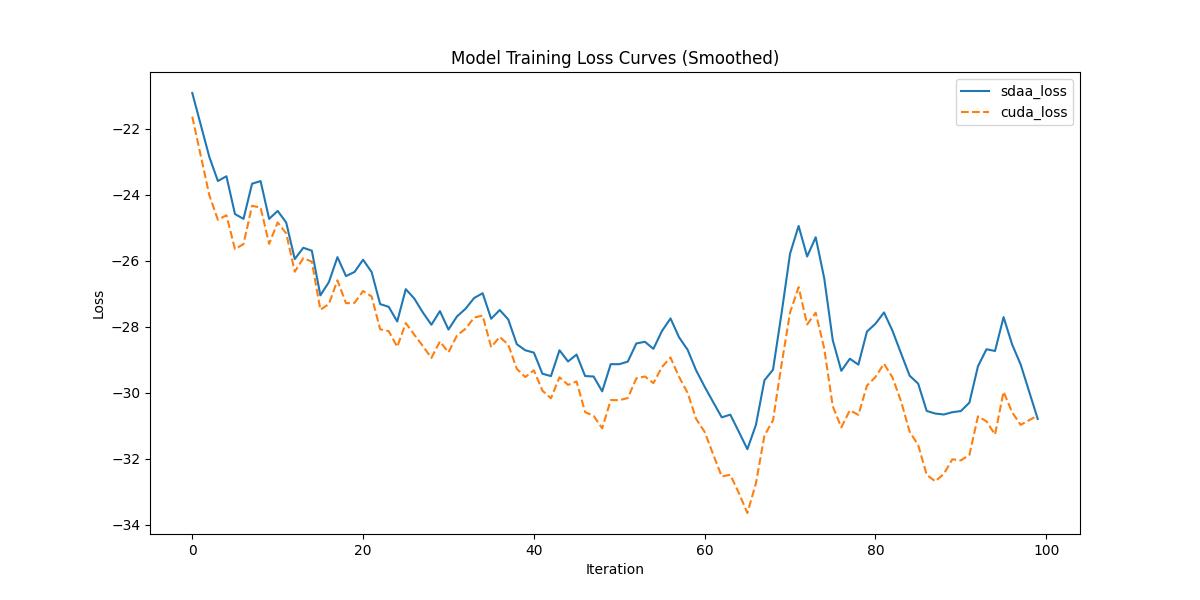 Model Training Loss Curves (Smoothed)
sdaa_loss
cuda_loss
Loss
−22
−24
−26
−28
−30
−32
−34
0 20 40 60 80 100
Iteration